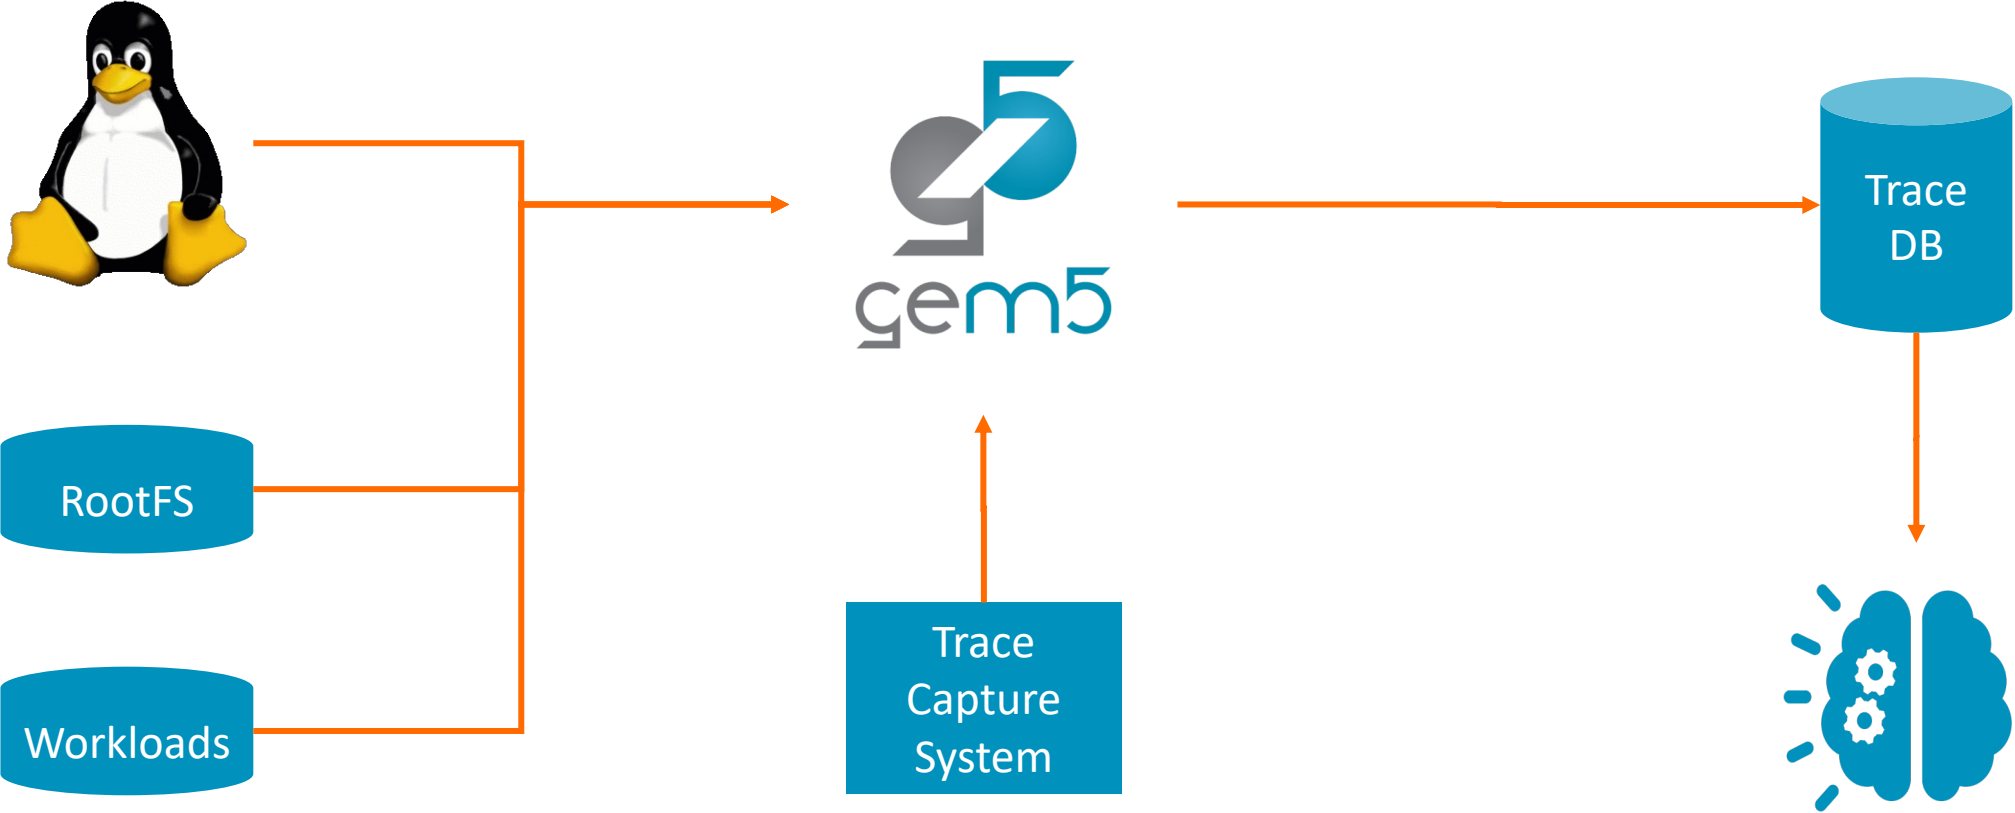 gem5
Trace
DB
RootFS
Trace
Capture
System
Workloads